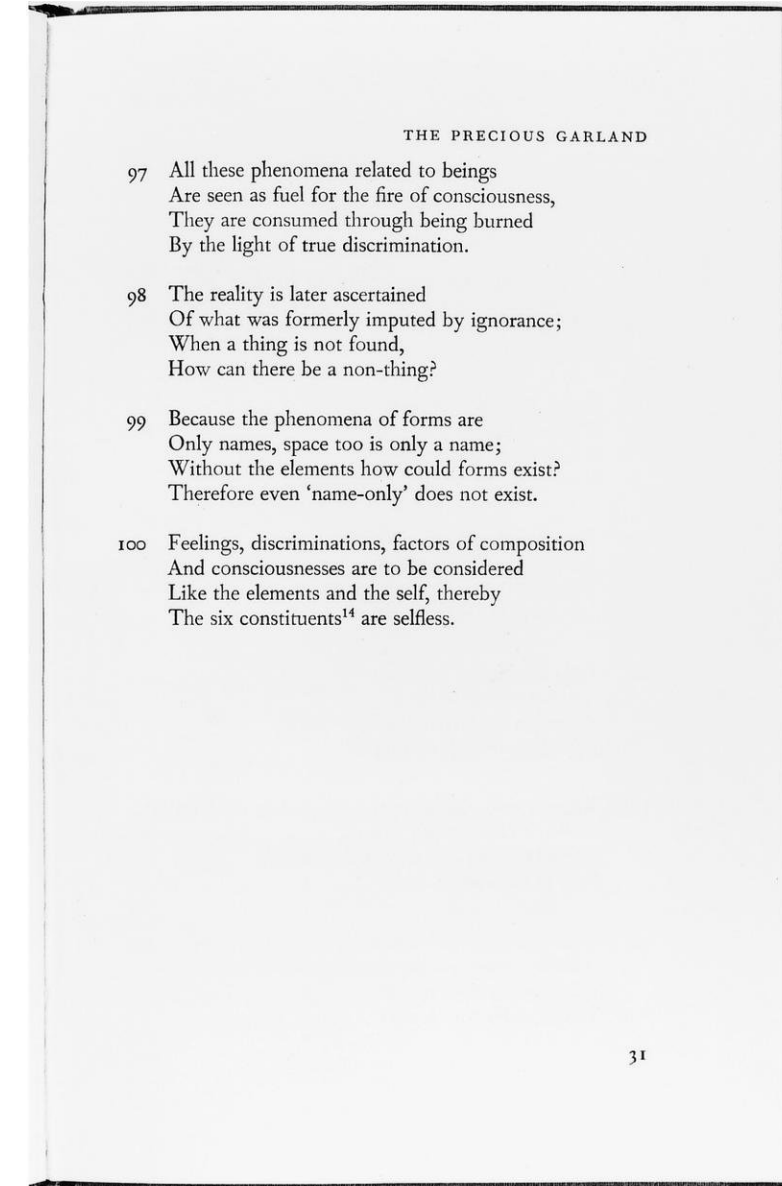 THE PRECIOUS GARLAND
97 All these phenomena related to beings
Are seen as fuel for the fire of consciousness,
They are consumed through being burned
By the light of true discrimination.
98 The reality is later ascertained
Of what was formerly imputed by ignorance;
When a thing is not found,
How can there be a non-thing?
99 Because the phenomena of forms are
Only names, space too is only a name;
Without the elements how could forms exist?
Therefore even ‘name-only’ does not exist.
100 Feelings, discriminations, factors of composition
And consciousnesses are to be considered
Like the elements and the self, thereby
The six constituents¹⁴ are selfless.
31